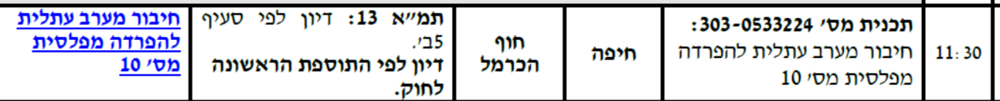 11:30
תכנית מס׳ 303-0533224:
חיבור מערב עתלית להפרדה
מפלסית מס׳ 10
חיפה
חוף
הכרמל
תמ״א 13: דיון לפי סעיף
5ב׳.
דיון לפי התוספת הראשונה
לחוק.
חיבור מערב עתלית
להפרדה מפלסית
מס׳ 10